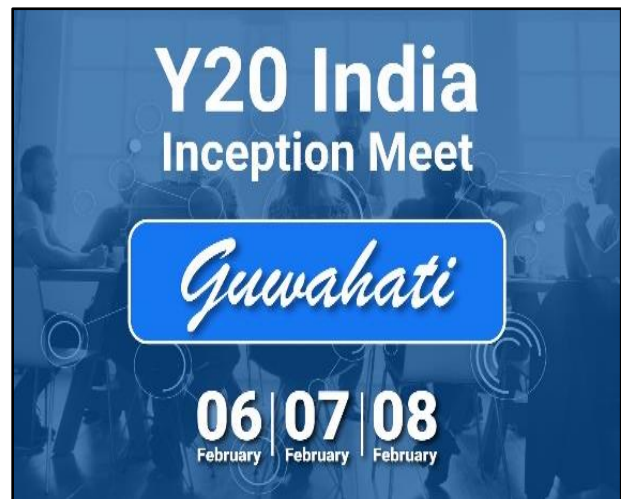 Y20 India
Inception Meet
Guwahati
06 | 07 | 08
February February February